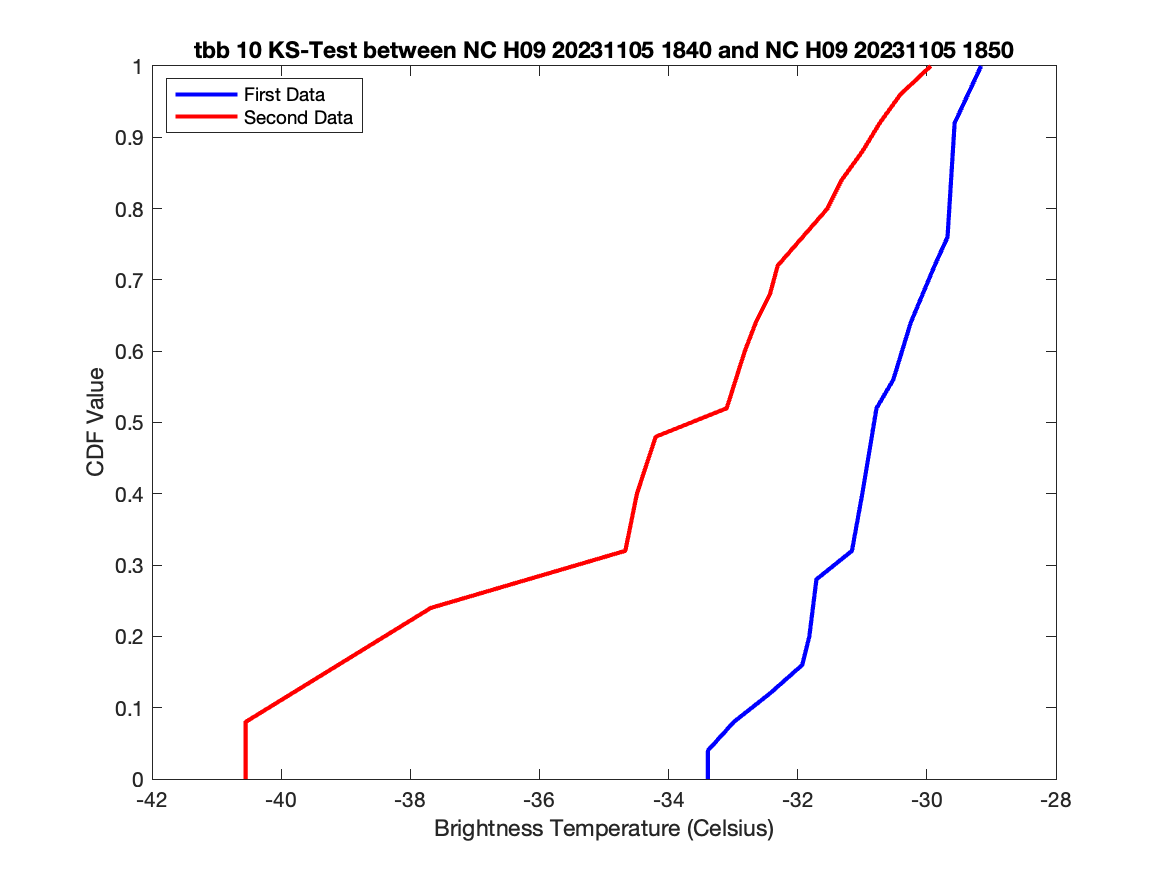 tbb 10 KS-Test between NC H09 20231105 1840 and NC H09 20231105 1850
First Data
Second Data
1
0.9
0.8
0.7
0.6
0.5
0.4
0.3
0.2
0.1
0
CDF Value
-42 -40 -38 -36 -34 -32 -30 -28
Brightness Temperature (Celsius)